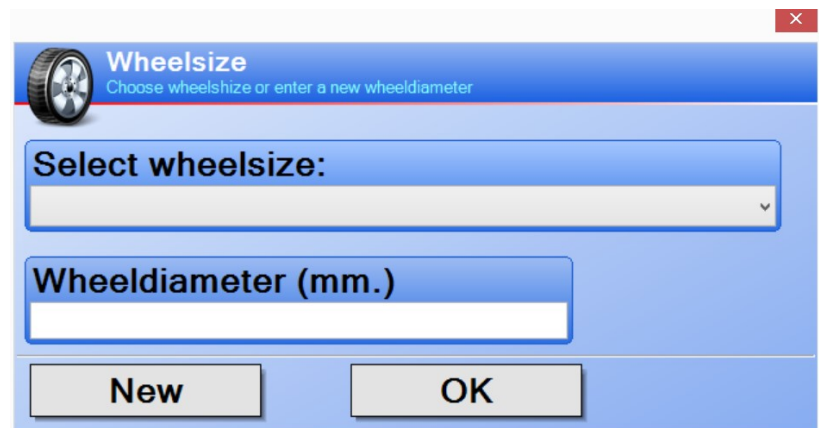 Wheelsize
Choose wheelshize or enter a new wheeldiameter
Select wheelsize:
Wheeldiameter (mm.)
New
OK